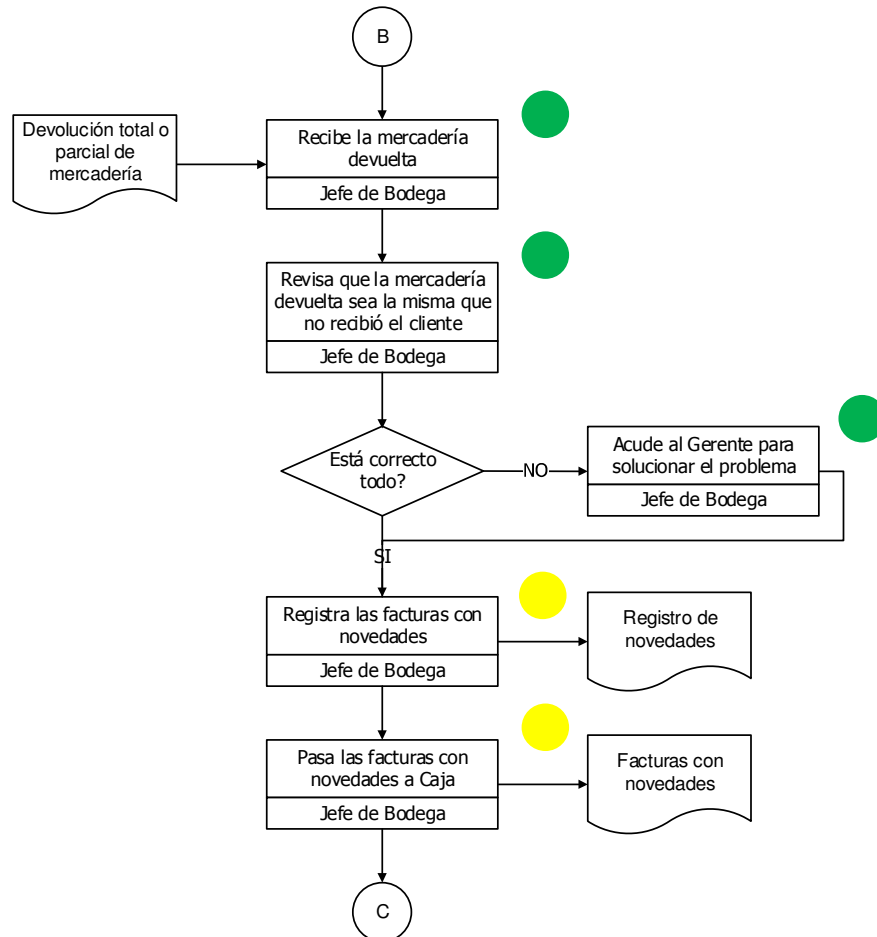 B
Devolución total o
parcial de
mercadería
Recibe la mercadería
devuelta
Jefe de Bodega
Revisa que la mercadería
devuelta sea la misma que
no recibió el cliente
Jefe de Bodega
Está correcto
todo?
NO
Acude al Gerente para
solucionar el problema
Jefe de Bodega
SI
Registra las facturas con
novedades
Jefe de Bodega
Registro de
novedades
Pasa las facturas con
novedades a Caja
Jefe de Bodega
Facturas con
novedades
C